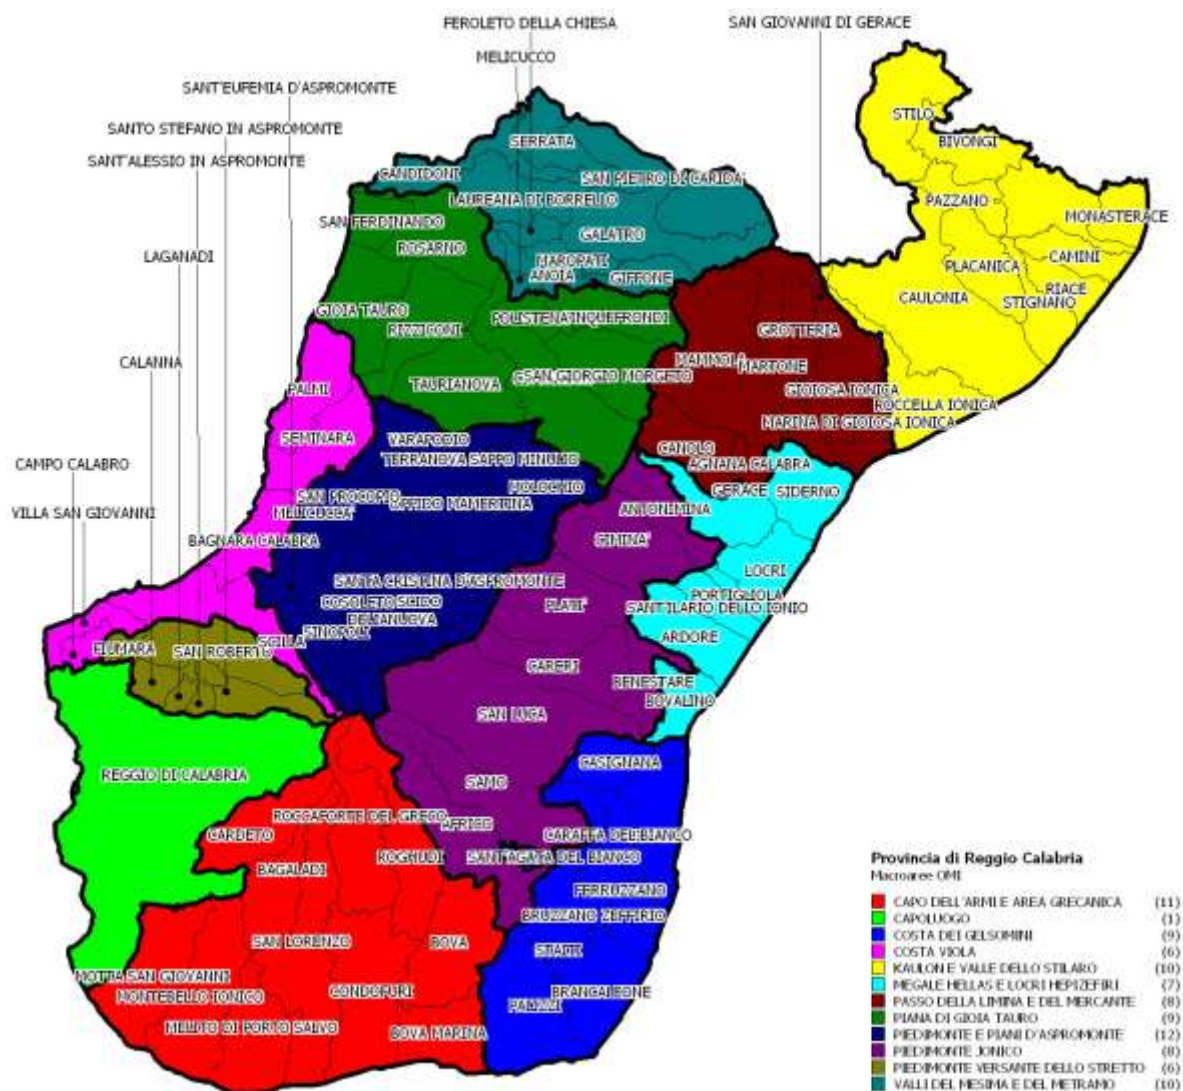 FEROLETO DELLA CHIESA
SAN GIOVANNI DI GERACE
MELICUCCO
SANT'EUFEMIA D'ASPROMONTE
SANTO STEFANO IN ASPROMONTE
SANT'ALESSIO IN ASPROMONTE
LAGANADI
CALANNA
CAMPO CALABRO
VILLA SAN GIOVANNI
STILO
BIVONGI
PAZZANO
MONASTERACE
CAMINI
PLACANICA
RIACE
STIGNANO
CAULONIA
ROCCELLA IONICA
SERRATA
CANDIDONI
SAN PIETRO DI CARIDA'
LAUREANA DI BORRELLO
GALATRO
MAROPATI
ANOIA
GIFFONE
SAN FERDINANDO
ROSARNO
GIOIA TAURO
RIZZICONI
POLISTENA
INQUEFRONDI
TAURIANOVA
SAN GIORGIO MORGETO
GROTTERIA
MAMMOLA
MARTONE
GIOIOSA IONICA
MARINA DI GIOIOSA IONICA
CANOLO
AGNANA CALABRA
PALMI
SEMINARA
VARAPODIO
TERRANOVA SAPPO MINULIO
MOLOCHIO
SAN PROCOPIO
OPPIDO MAMERTINA
MELICUCCA'
BAGNARA CALABRA
SANTA CRISTINA D'ASPROMONTE
COSOLETO
SCIDO
DELIANUOVA
SINOPOLI
SCILLA
FIUMARA
SAN ROBERTO
GERACE
SIDERNO
ANTONIMINA
CIMINA'
LOCRI
PORTIGLIOLA
SANT'ILARIO DELLO IONIO
PLATI'
ARDORE
CARERI
BENESTARE
BOVALINO
SAN LUCA
CASIGNANA
SAMO
AFRICO
CARAFFA DEL BIANCO
SANT'AGATA DEL BIANCO
FERRUZZANO
BRUZZANO ZEFFIRIO
STAITI
BRANCALEONE
PALIZZI
REGGIO DI CALABRIA
CARDETO
ROCCAFORTE DEL GRECO
BAGALADI
ROGHUDI
SAN LORENZO
BOVA
MOTTA SAN GIOVANNI
MONTEBELLO IONICO
CONDOFURI
MELITO DI PORTO SALVO
BOVA MARINA
Provincia di Reggio Calabria
Macroaree OMI
CAPO DELL'ARMI E AREA GRECANICA (11)
CAPOLUOGO (1)
COSTA DEI GELSOMINI (9)
COSTA VIOLA (6)
KAULON E VALLE DELLO STILARO (10)
MEGALE HELLAS E LOCRI HEPIZEFIRI (7)
PASSO DELLA LIMINA E DEL MERCANTE (8)
PIANA DI GIOIA TAURO (9)
PIEDIMONTE E PIANI D'ASPROMONTE (12)
PIEDIMONTE JONICO (8)
PIEDIMONTE VERSANTE DELLO STRETTO (6)
VALLI DEL MESIMA E DEL METRAMO (10)